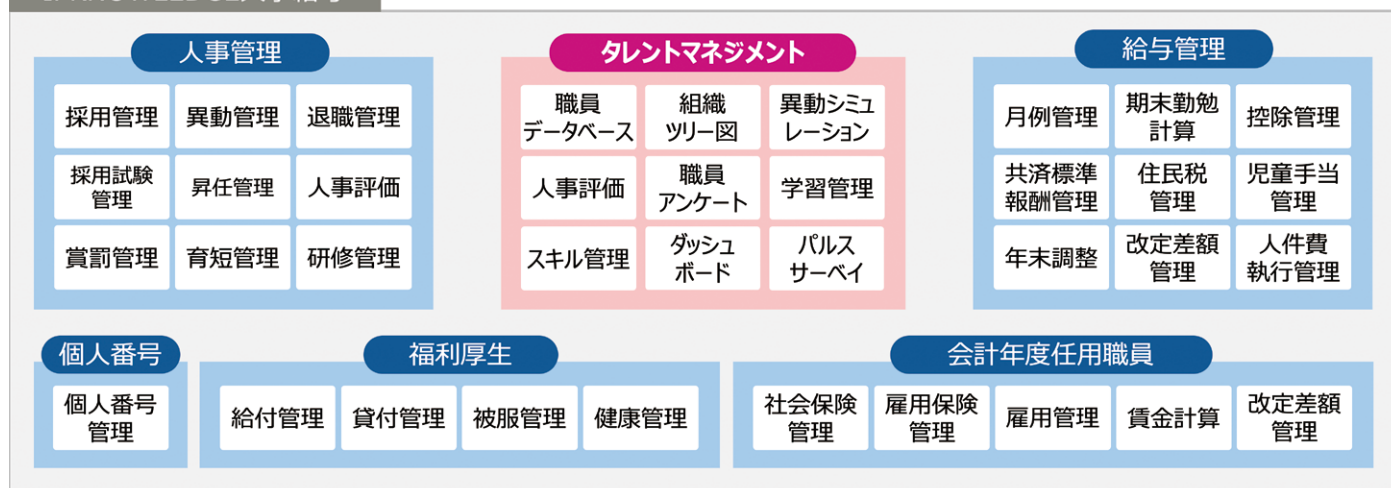 人事管理
採用管理
異動管理
退職管理
採用試験
管理
昇任管理
人事評価
賞罰管理
育短管理
研修管理
タレントマネジメント
職員
データベース
組織
ツリー図
異動シミュ
レーション
人事評価
職員
アンケート
学習管理
スキル管理
ダッシュ
ボード
パルス
サーベイ
給与管理
月例管理
期末勤勉
計算
控除管理
共済標準
報酬管理
住民税
管理
児童手当
管理
年末調整
改定差額
管理
人件費
執行管理
個人番号
個人番号
管理
福利厚生
給付管理
貸付管理
被服管理
健康管理
会計年度任用職員
社会保険
管理
雇用保険
管理
雇用管理
賃金計算
改定差額
管理